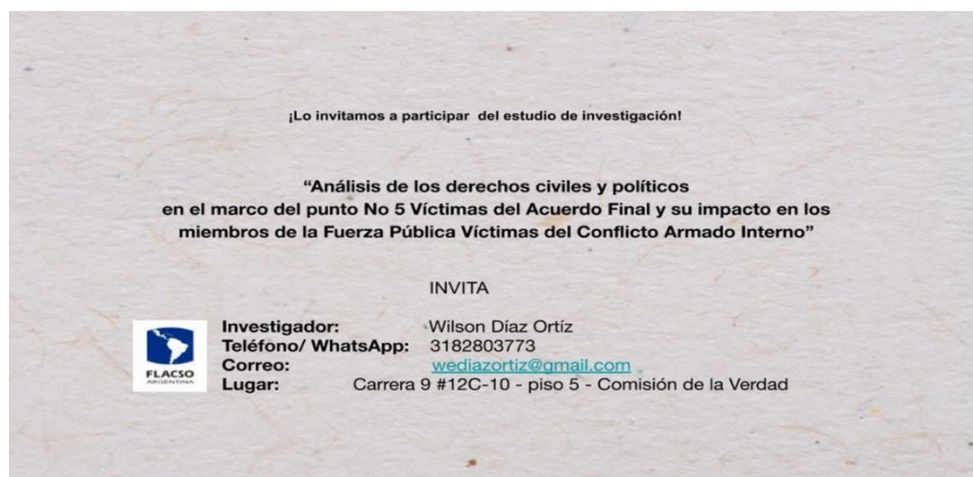 ¡Lo invitamos a participar del estudio de investigación!
“Análisis de los derechos civiles y políticos
en el marco del punto No 5 Víctimas del Acuerdo Final y su impacto en los
miembros de la Fuerza Pública Víctimas del Conflicto Armado Interno”
INVITA
Investigador: Wilson Díaz Ortíz
Teléfono/ WhatsApp: 3182803773
Correo: wediazortiz@gmail.com
Lugar: Carrera 9 #12C-10 - piso 5 - Comisión de la Verdad
FLACSO
ARGENTINA